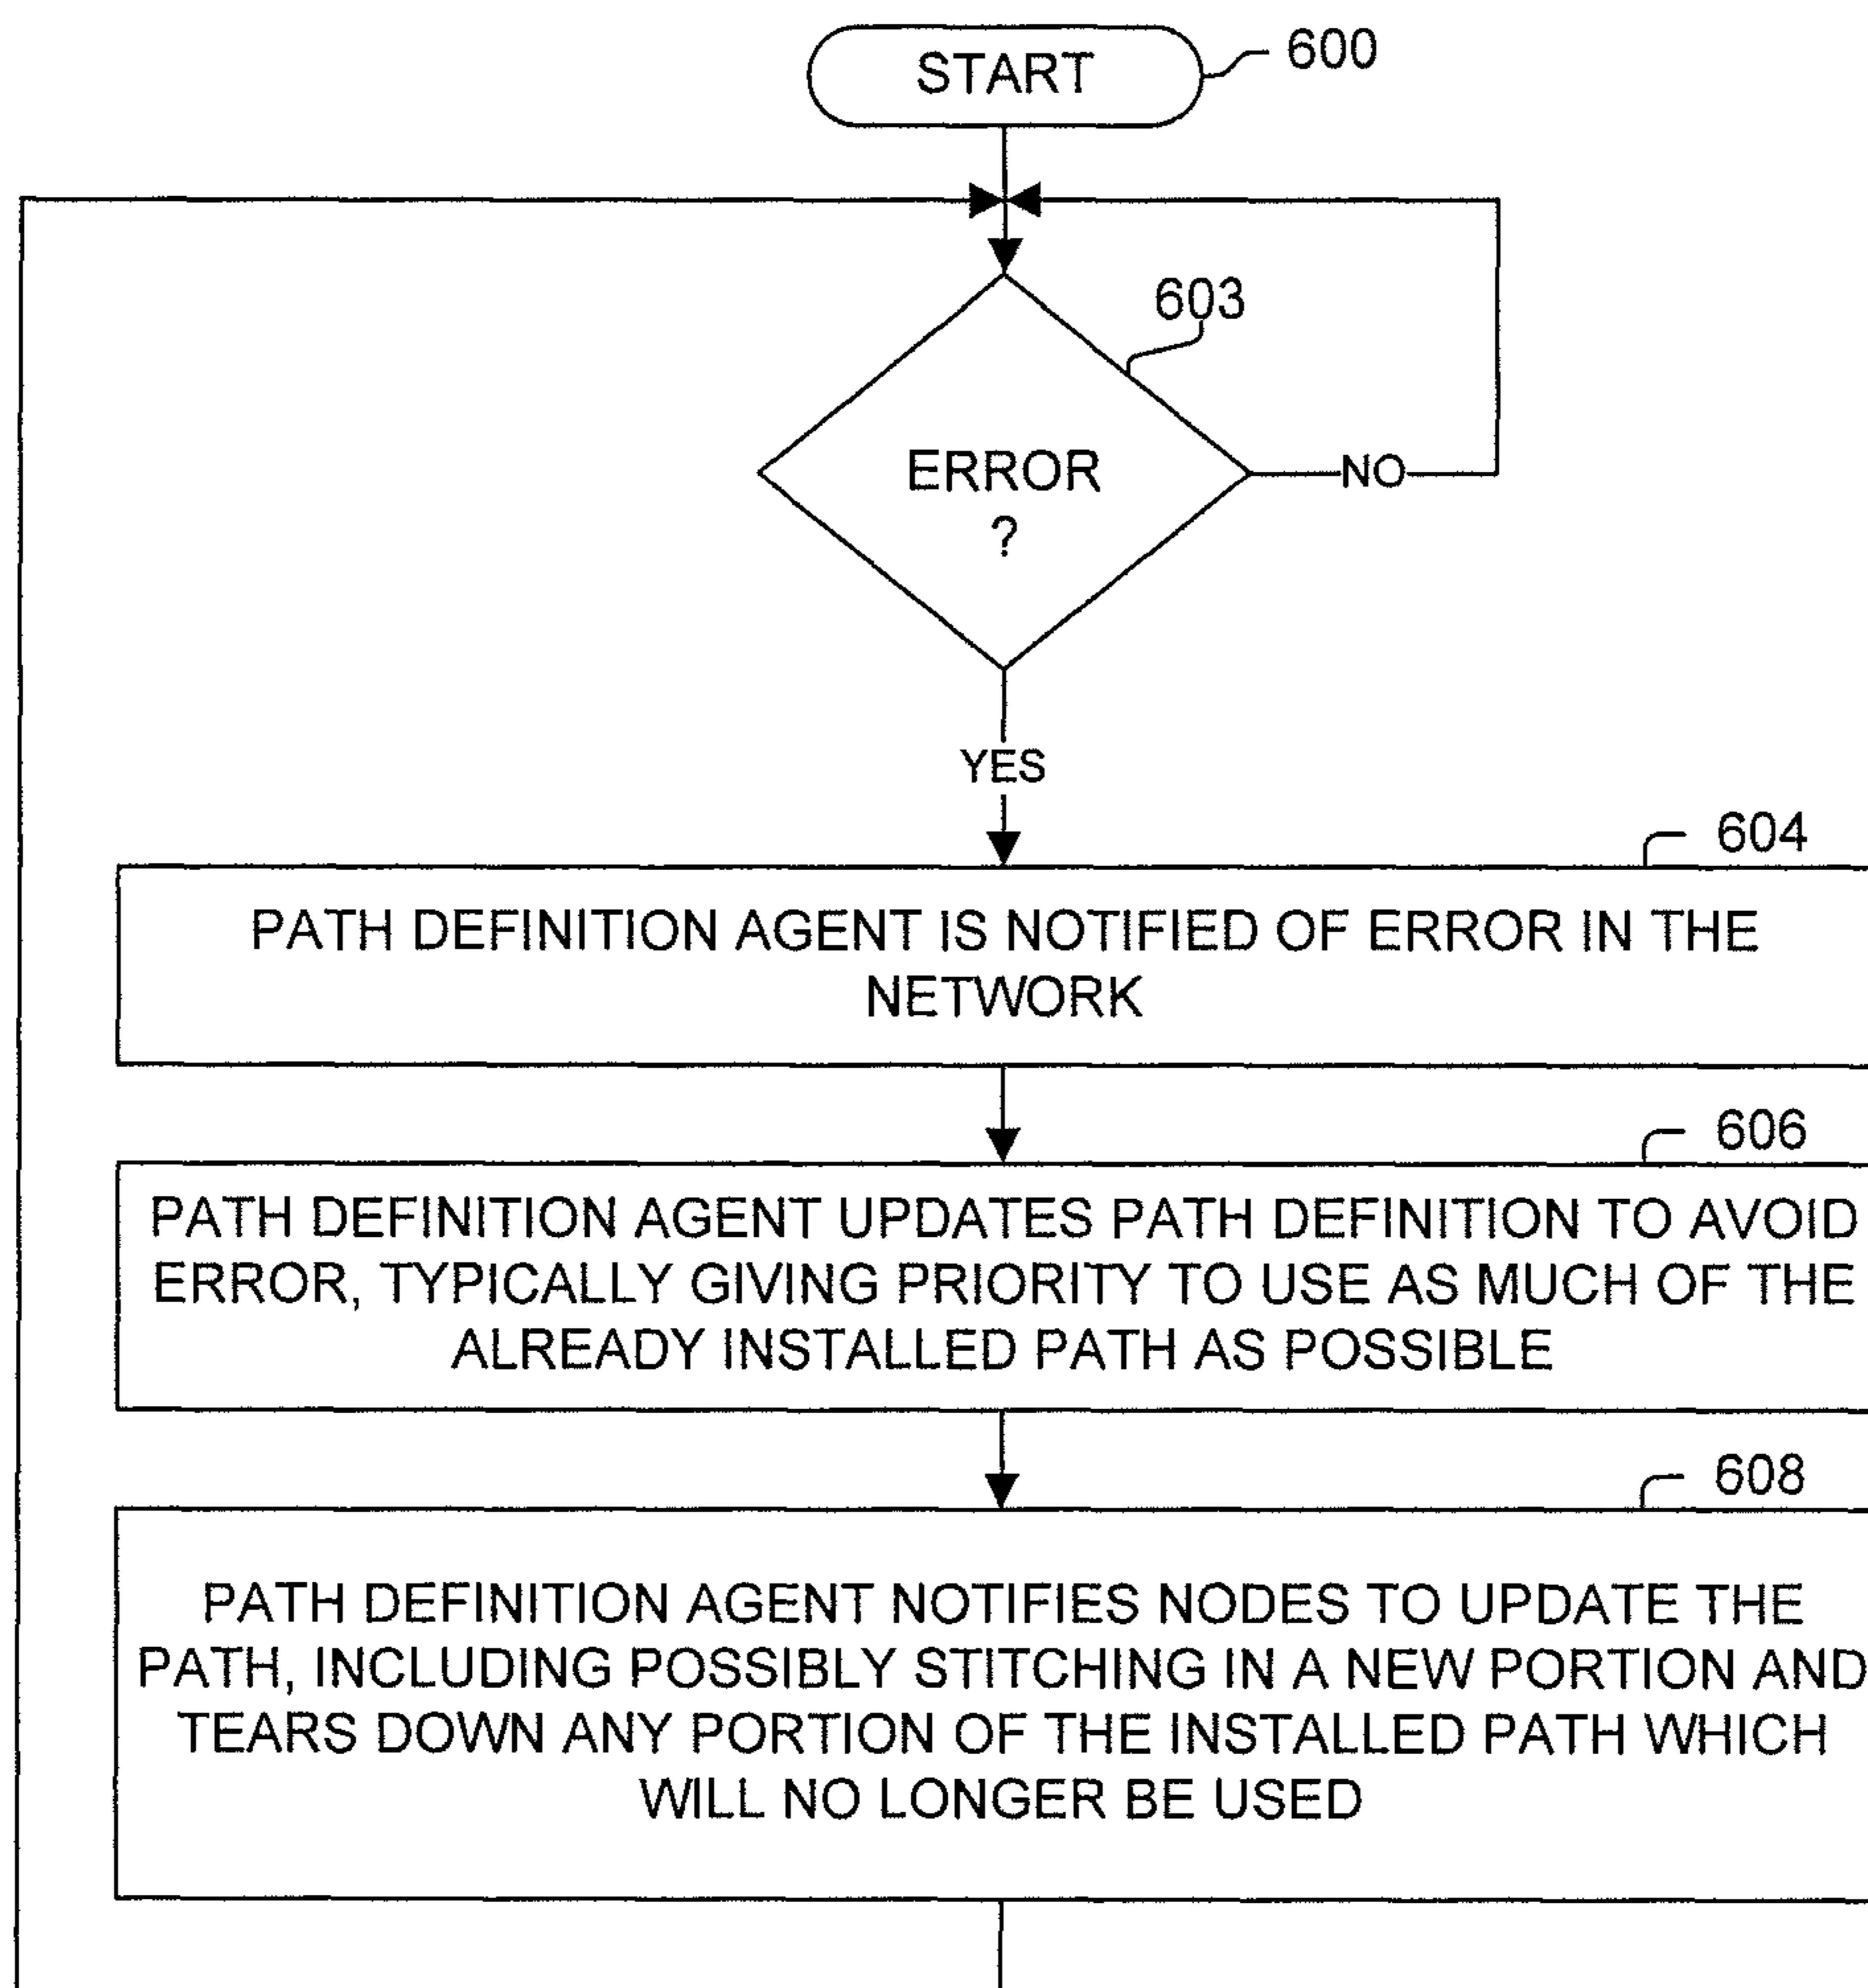 START
600
603
ERROR
?
NO
YES
604
PATH DEFINITION AGENT IS NOTIFIED OF ERROR IN THE
NETWORK
606
PATH DEFINITION AGENT UPDATES PATH DEFINITION TO AVOID
ERROR, TYPICALLY GIVING PRIORITY TO USE AS MUCH OF THE
ALREADY INSTALLED PATH AS POSSIBLE
608
PATH DEFINITION AGENT NOTIFIES NODES TO UPDATE THE
PATH, INCLUDING POSSIBLY STITCHING IN A NEW PORTION AND
TEARS DOWN ANY PORTION OF THE INSTALLED PATH WHICH
WILL NO LONGER BE USED